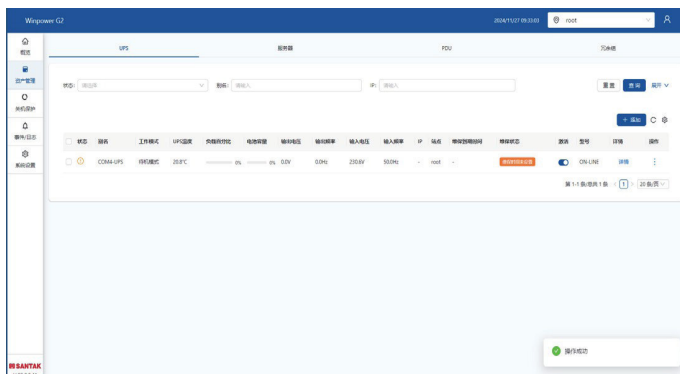 Winpower G2
2024/11/27 09:33:03
root
概览
资产管理
关机保护
事件/日志
系统设置
UPS
服务器
PDU
冗余组
状态:
请选择
别名:
请输入
IP:
请输入
重置
查询
展开
+ 添加
状态 别名 工作模式 UPS温度 负载百分比 电池容量 输出电压 输出频率 输入电压 输入频率 IP 站点 维保到期时间 维保状态 激活 型号 详情 操作
COM4-UPS 待机模式 20.8°C 0% 0% 0.0V 0.0Hz 230.6V 50.0Hz - root - ON-LINE 详情
第 1-1 条/总共 1 条 < 1 > 20 条/页
操作成功
SANTAK